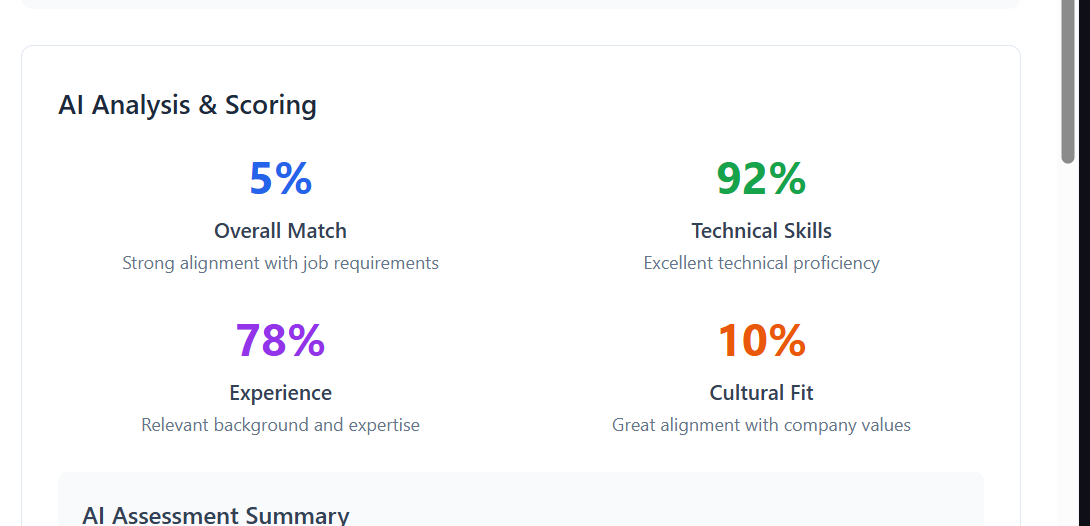 AI Analysis & Scoring
5%
92%
Overall Match
Technical Skills
Strong alignment with job requirements
Excellent technical proficiency
78%
10%
Experience
Cultural Fit
Relevant background and expertise
Great alignment with company values
AI Assessment Summary